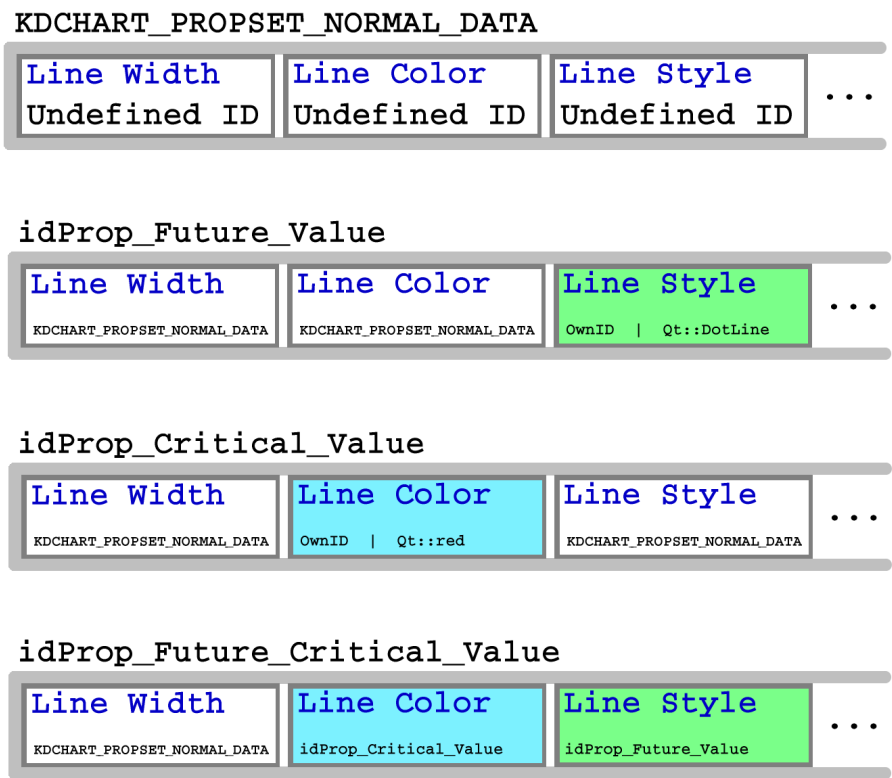 KDCHART_PROPSET_NORMAL_DATA
Line Width Line Color Line Style
Undefined ID Undefined ID Undefined ID ...
idProp_Future_Value
Line Width Line Color Line Style
KDCHART_PROPSET_NORMAL_DATA KDCHART_PROPSET_NORMAL_DATA OwnID | Qt::DotLine ...
idProp_Critical_Value
Line Width Line Color Line Style
KDCHART_PROPSET_NORMAL_DATA OwnID | Qt::red KDCHART_PROPSET_NORMAL_DATA ...
idProp_Future_Critical_Value
Line Width Line Color Line Style
KDCHART_PROPSET_NORMAL_DATA idProp_Critical_Value idProp_Future_Value ...